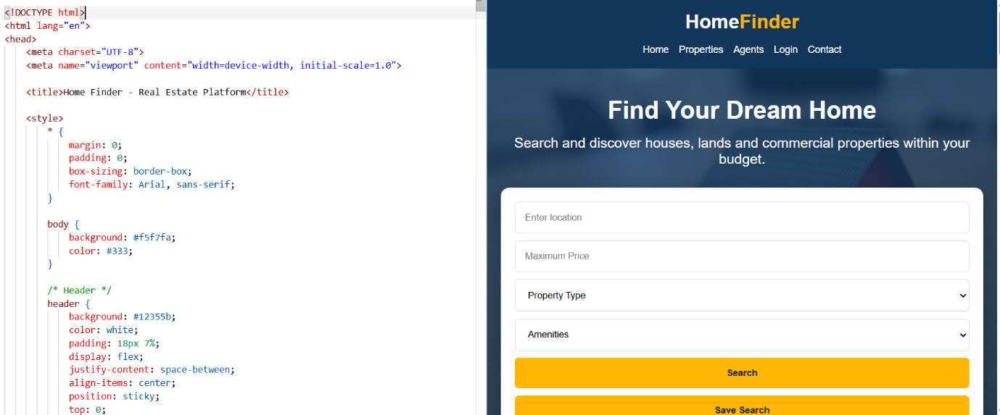 <!DOCTYPE html>
<html lang="en">
<head>
    <meta charset="UTF-8">
    <meta name="viewport" content="width=device-width, initial-scale=1.0">
    <title>Home Finder - Real Estate Platform</title>
    <style>
        * {
            margin: 0;
            padding: 0;
            box-sizing: border-box;
            font-family: Arial, sans-serif;
        }
        body {
            background: #f5f7fa;
            color: #333;
        }
        /* Header */
        header {
            background: #12355b;
            color: white;
            padding: 18px 7%;
            display: flex;
            justify-content: space-between;
            align-items: center;
            position: sticky;
            top: 0;
HomeFinder
Home Properties Agents Login Contact
Find Your Dream Home
Search and discover houses, lands and commercial properties within your
budget.
Enter location
Maximum Price
Property Type
Amenities
Search
Save Search